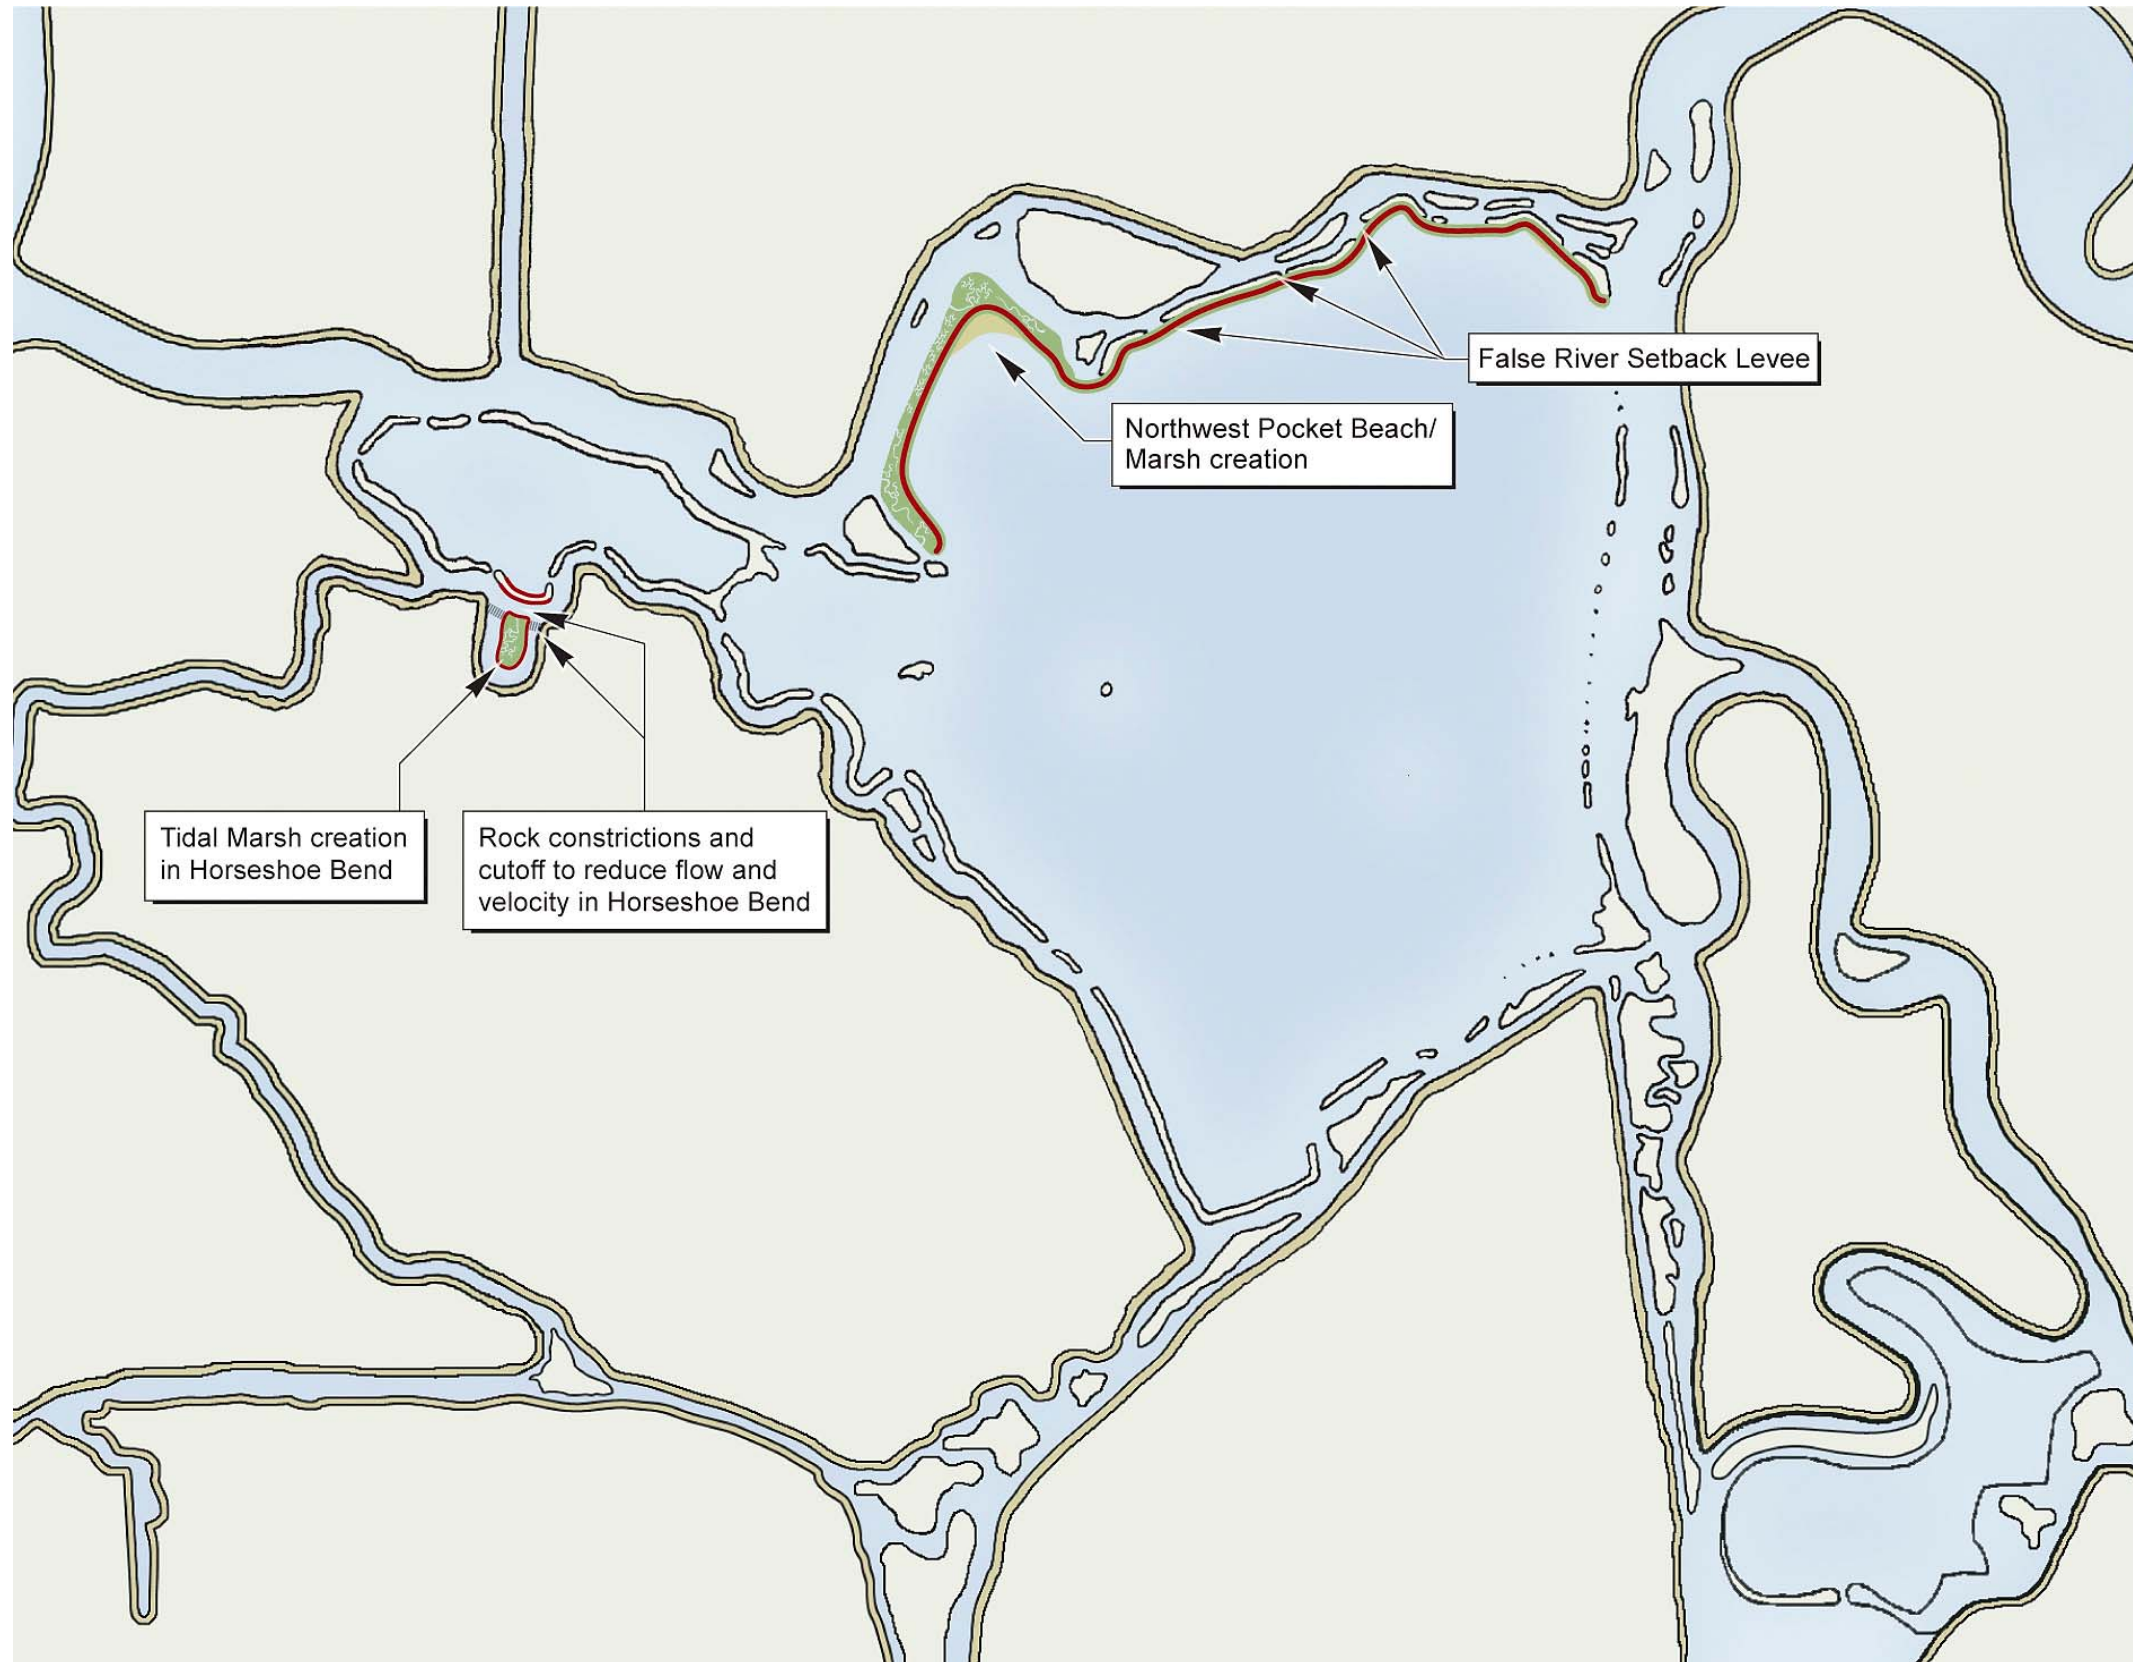 False River Setback Levee
Northwest Pocket Beach/
Marsh creation
Tidal Marsh creation
in Horseshoe Bend
Rock constrictions and
cutoff to reduce flow and
velocity in Horseshoe Bend